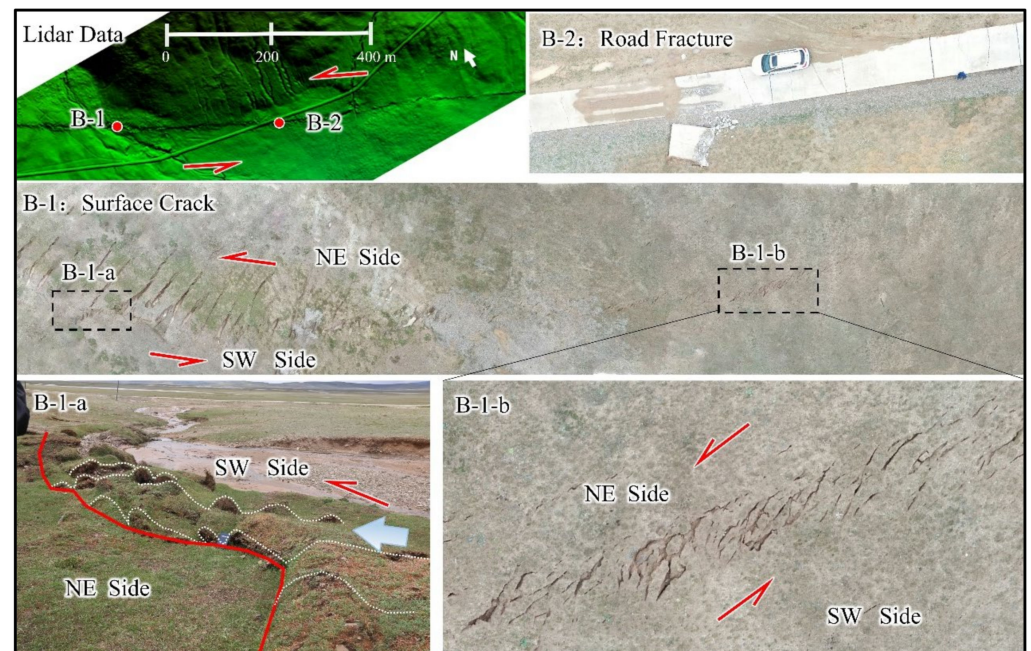 Lidar Data
0 200 400 m
N
B-1
B-2
B-2： Road Fracture
B-1： Surface Crack
NE Side
B-1-a
B-1-b
SW Side
B-1-a
SW Side
NE Side
B-1-b
NE Side
SW Side